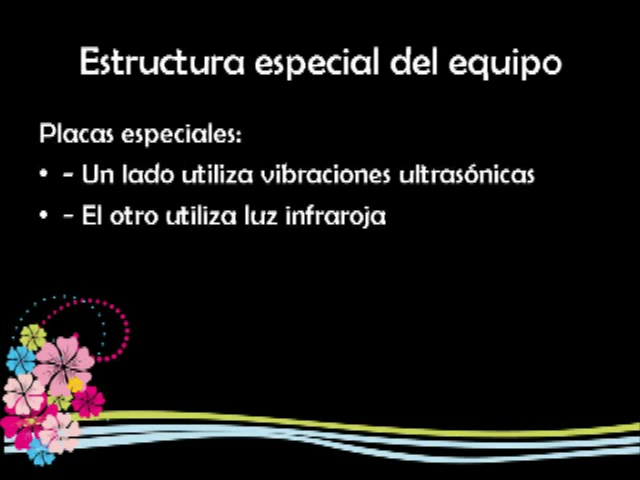 Estructura especial del equipo
Placas especiales:
• - Un lado utiliza vibraciones ultrasónicas
• - El otro utiliza luz infraroja